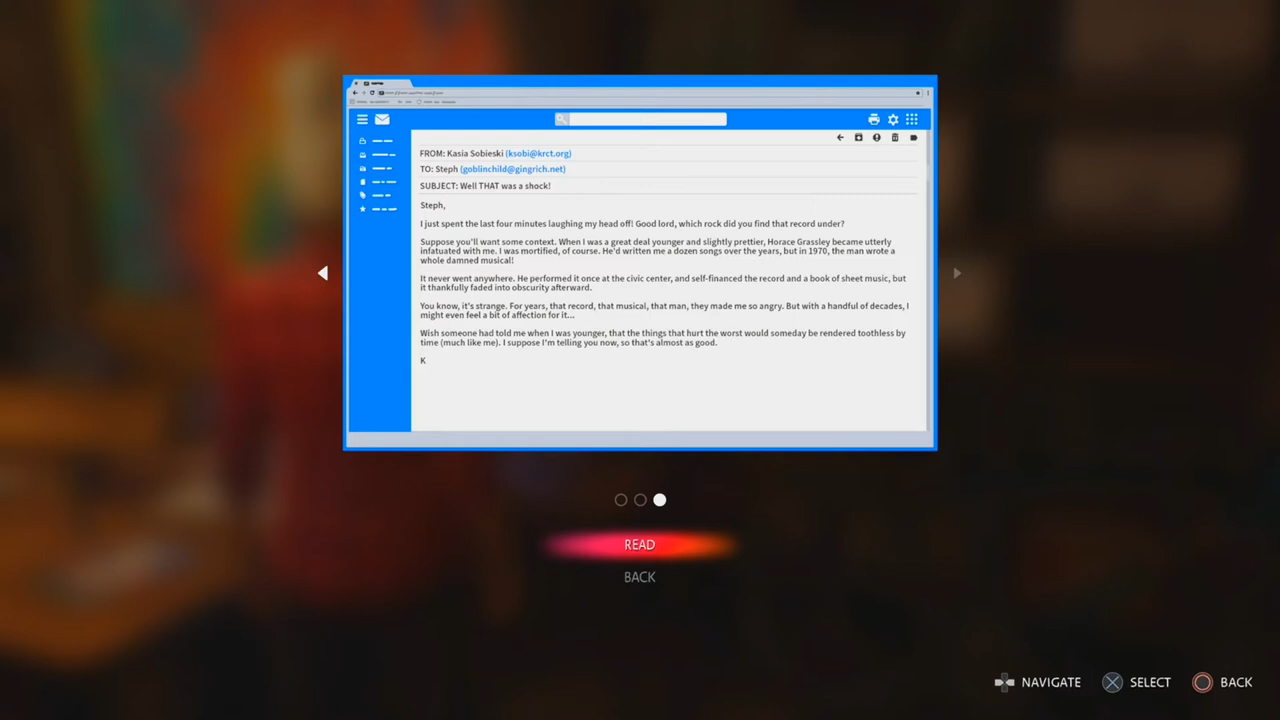 FROM: Kasia Sobieski (ksobi@krct.org)
TO: Steph (goblinchild@gingrich.net)
SUBJECT: Well THAT was a shock!
Steph,
I just spent the last four minutes laughing my head off! Good lord, which rock did you find that record under?
Suppose you'll want some context. When I was a great deal younger and slightly prettier, Horace Grassley became utterly
infatuated with me. I was mortified, of course. He'd written me a dozen songs over the years, but in 1970, the man wrote a
whole damned musical!
It never went anywhere. He performed it once at the civic center, and self-financed the record and a book of sheet music, but
it thankfully faded into obscurity afterward.
You know, it's strange. For years, that record, that musical, that man, they made me so angry. But with a handful of decades, I
might even feel a bit of affection for it...
Wish someone had told me when I was younger, that the things that hurt the worst would someday be rendered toothless by
time (much like me). I suppose I'm telling you now, so that's almost as good.
K
READ
BACK
NAVIGATE SELECT BACK